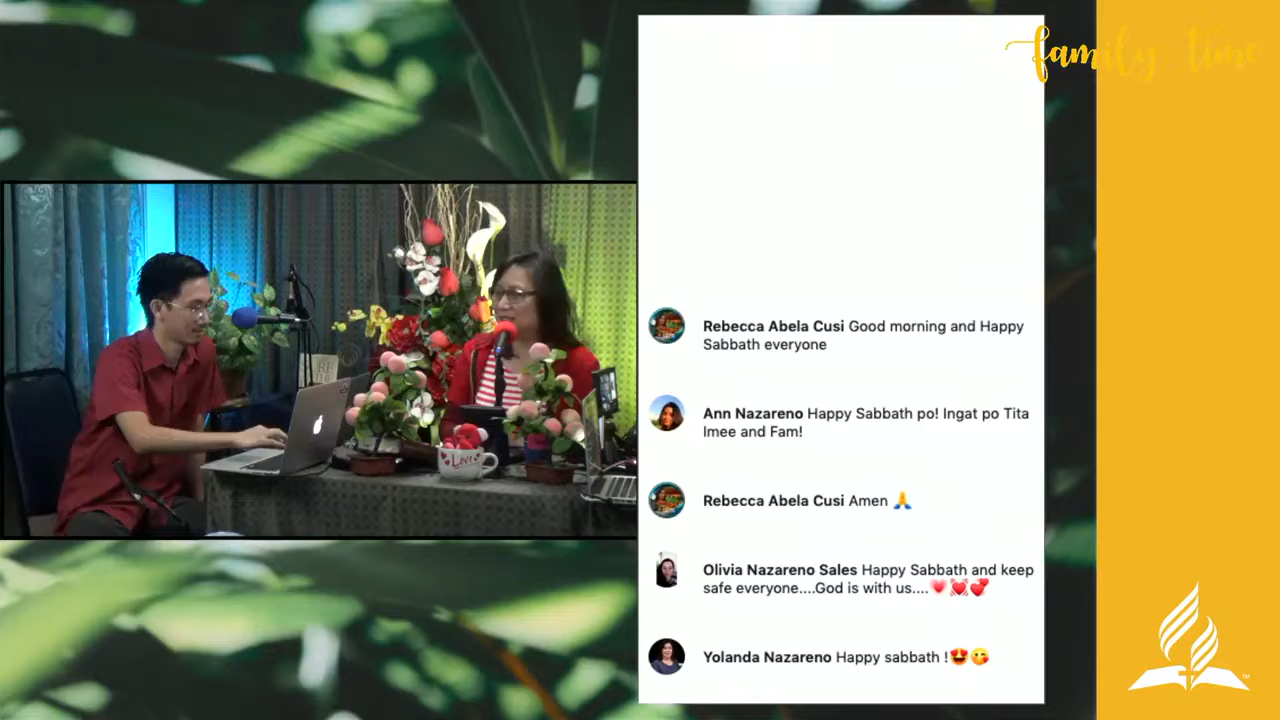 family time
Rebecca Abela Cusi Good morning and Happy
Sabbath everyone
Ann Nazareno Happy Sabbath po! Ingat po Tita
Imee and Fam!
Rebecca Abela Cusi Amen 🙏
Olivia Nazareno Sales Happy Sabbath and keep
safe everyone....God is with us....💗💓💕
Yolanda Nazareno Happy sabbath !😍😋
Love
TM